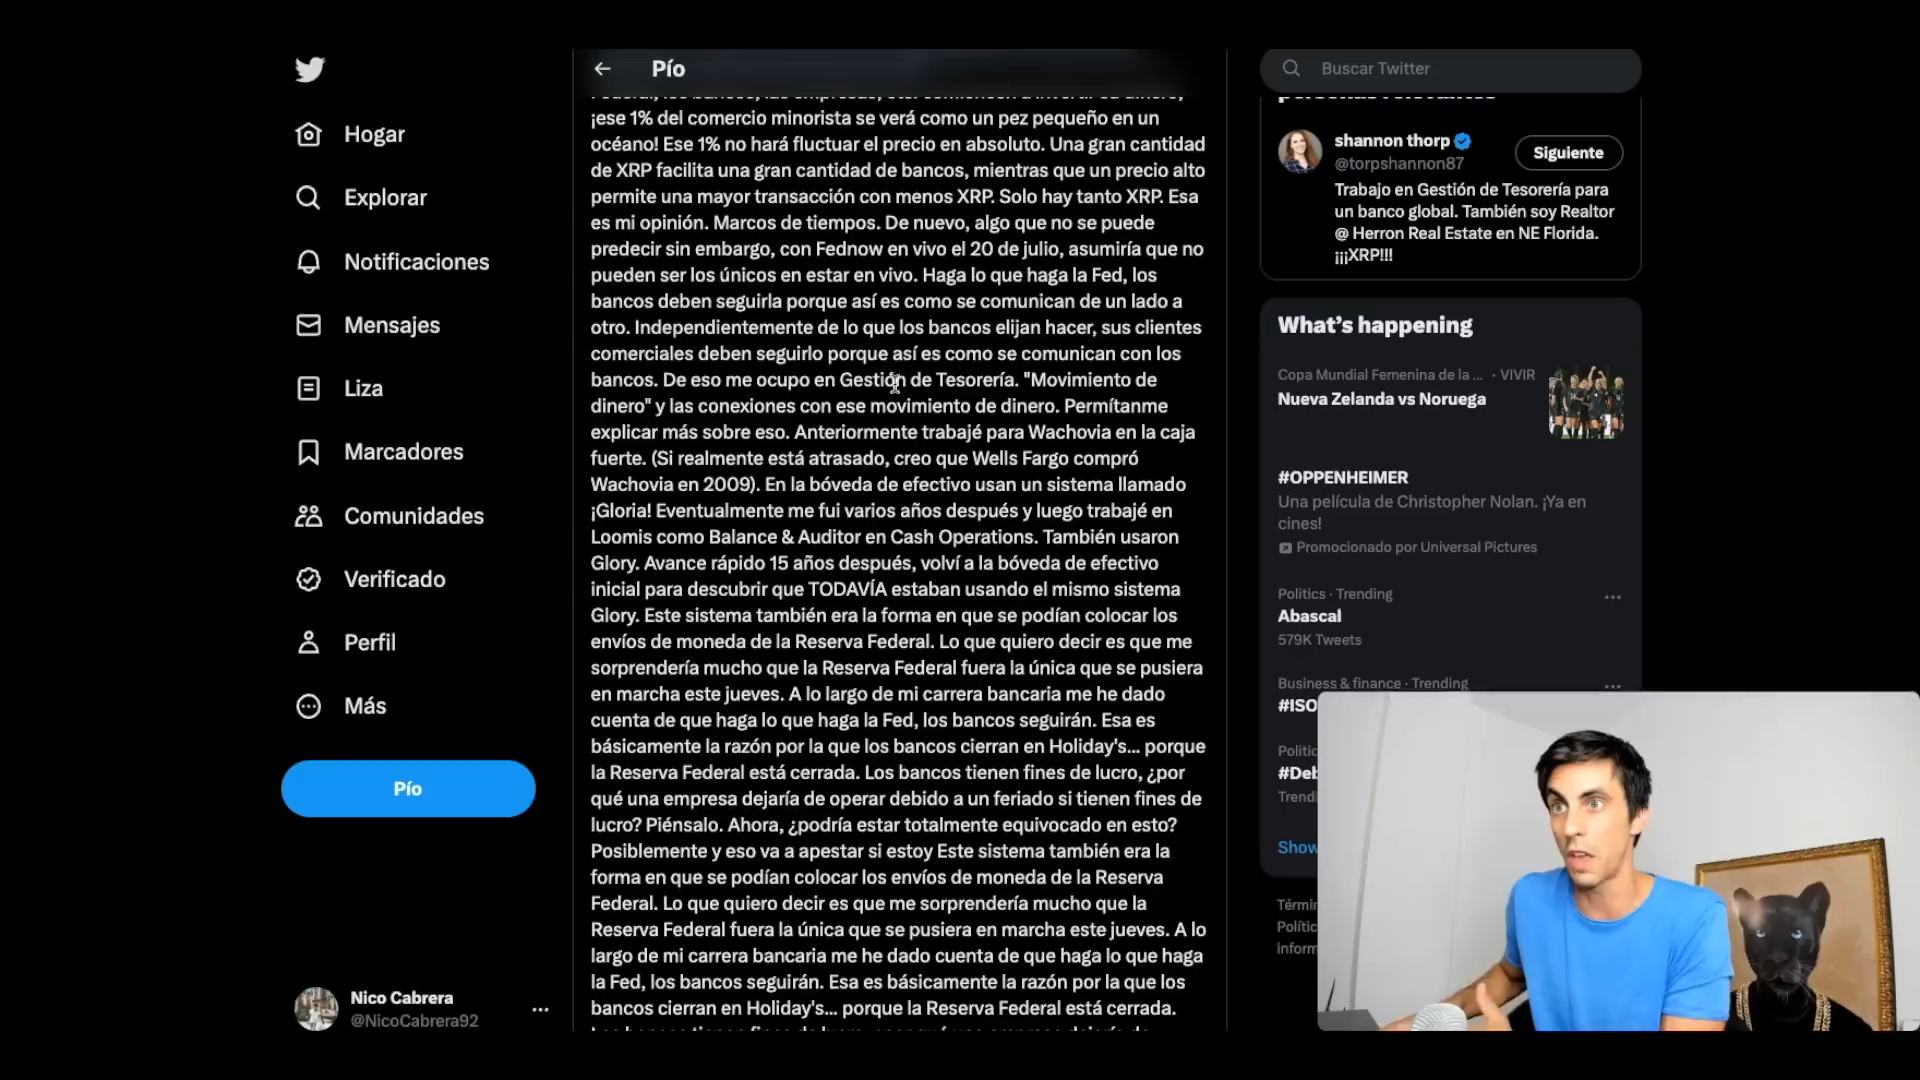 Hogar
Explorar
Notificaciones
Mensajes
Liza
Marcadores
Comunidades
Verificado
Perfil
Más
Pío
Nico Cabrera
@NicoCabrera92
Pío
¡ese 1% del comercio minorista se verá como un pez pequeño en un
océano! Ese 1% no hará fluctuar el precio en absoluto. Una gran cantidad
de XRP facilita una gran cantidad de bancos, mientras que un precio alto
permite una mayor transacción con menos XRP. Solo hay tanto XRP. Esa
es mi opinión. Marcos de tiempos. De nuevo, algo que no se puede
predecir sin embargo, con Fednow en vivo el 20 de julio, asumiría que no
pueden ser los únicos en estar en vivo. Haga lo que haga la Fed, los
bancos deben seguirla porque así es como se comunican de un lado a
otro. Independientemente de lo que los bancos elijan hacer, sus clientes
comerciales deben seguirlo porque así es como se comunican con los
bancos. De eso me ocupo en Gestión de Tesorería. "Movimiento de
dinero" y las conexiones con ese movimiento de dinero. Permítanme
explicar más sobre eso. Anteriormente trabajé para Wachovia en la caja
fuerte. (Si realmente está atrasado, creo que Wells Fargo compró
Wachovia en 2009). En la bóveda de efectivo usan un sistema llamado
¡Gloria! Eventualmente me fui varios años después y luego trabajé en
Loomis como Balance & Auditor en Cash Operations. También usaron
Glory. Avance rápido 15 años después, volví a la bóveda de efectivo
inicial para descubrir que TODAVÍA estaban usando el mismo sistema
Glory. Este sistema también era la forma en que se podían colocar los
envíos de moneda de la Reserva Federal. Lo que quiero decir es que me
sorprendería mucho que la Reserva Federal fuera la única que se pusiera
en marcha este jueves. A lo largo de mi carrera bancaria me he dado
cuenta de que haga lo que haga la Fed, los bancos seguirán. Esa es
básicamente la razón por la que los bancos cierran en Holiday's... porque
la Reserva Federal está cerrada. Los bancos tienen fines de lucro, ¿por
qué una empresa dejaría de operar debido a un feriado si tienen fines de
lucro? Piénsalo. Ahora, ¿podría estar totalmente equivocado en esto?
Posiblemente y eso va a apestar si estoy Este sistema también era la
forma en que se podían colocar los envíos de moneda de la Reserva
Federal. Lo que quiero decir es que me sorprendería mucho que la
Reserva Federal fuera la única que se pusiera en marcha este jueves. A lo
largo de mi carrera bancaria me he dado cuenta de que haga lo que haga
la Fed, los bancos seguirán. Esa es básicamente la razón por la que los
bancos cierran en Holiday's... porque la Reserva Federal está cerrada.
Buscar Twitter
shannon thorp
@torpshannon87
Siguiente
Trabajo en Gestión de Tesorería para
un banco global. También soy Realtor
@ Herron Real Estate en NE Florida.
¡¡¡XRP!!!
What's happening
Copa Mundial Femenina de la ... · VIVIR
Nueva Zelanda vs Noruega
#OPPENHEIMER
Una película de Christopher Nolan. ¡Ya en
cines!
Promocionado por Universal Pictures
Politics · Trending
Abascal
579K Tweets
Business & finance · Trending
#ISO
Politic
#Deb
Trendi
Show
Términ
Polític
inform